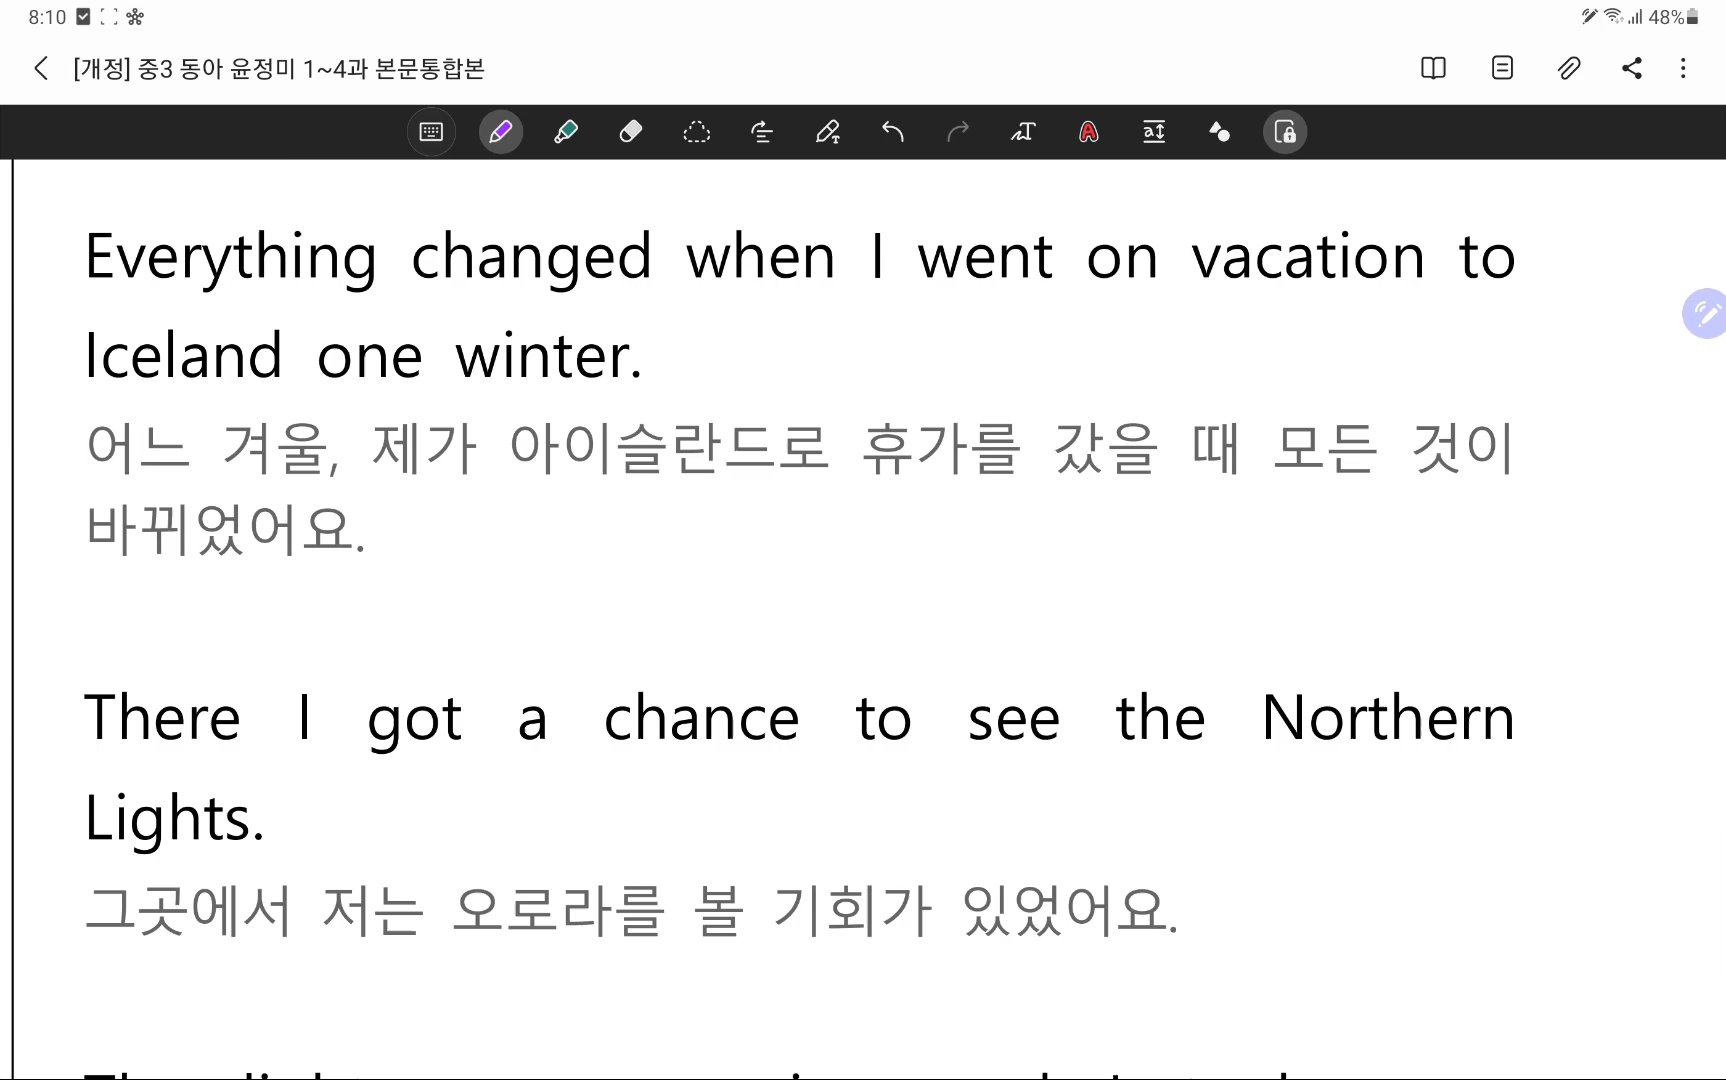 8:10
48%
[개정] 중3 동아 윤정미 1~4과 본문통합본
Everything changed when I went on vacation to
Iceland one winter.
어느 겨울, 제가 아이슬란드로 휴가를 갔을 때 모든 것이
바뀌었어요.
There I got a chance to see the Northern
Lights.
그곳에서 저는 오로라를 볼 기회가 있었어요.